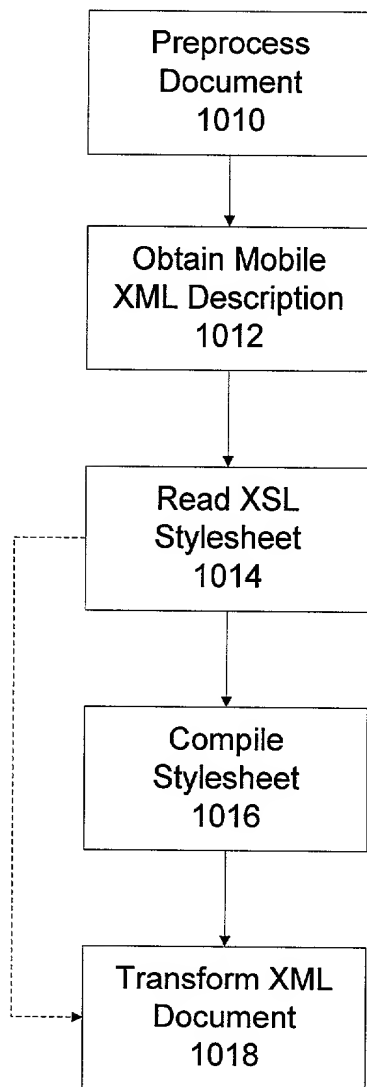 Preprocess
Document
1010
Obtain Mobile
XML Description
1012
Read XSL
Stylesheet
1014
Compile
Stylesheet
1016
Transform XML
Document
1018